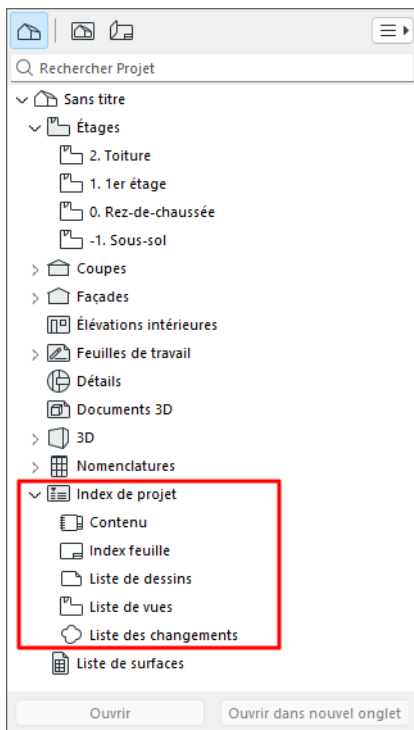 Rechercher Projet
Sans titre
Étages
2. Toiture
1. 1er étage
0. Rez-de-chaussée
-1. Sous-sol
Coupes
Façades
Élévations intérieures
Feuilles de travail
Détails
Documents 3D
3D
Nomenclatures
Index de projet
Contenu
Index feuille
Liste de dessins
Liste de vues
Liste des changements
Liste de surfaces
Ouvrir Ouvrir dans nouvel onglet